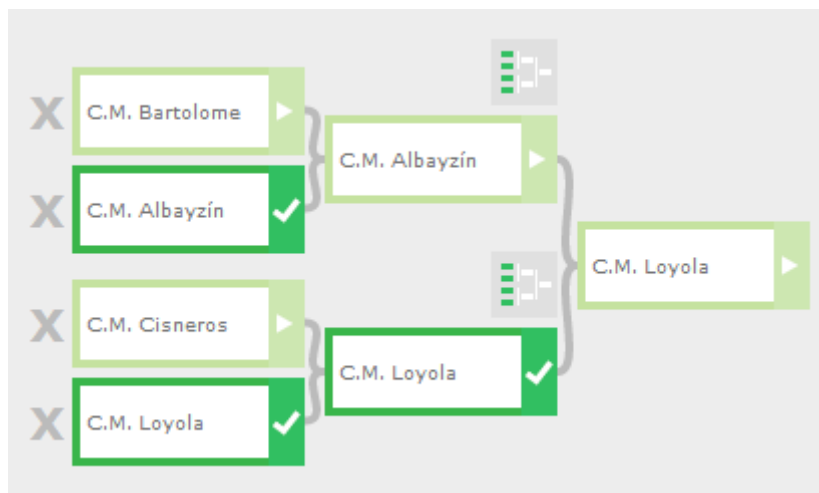 X C.M. Bartolome
C.M. Albayzín
X C.M. Albayzín
C.M. Loyola
X C.M. Cisneros
C.M. Loyola
X C.M. Loyola